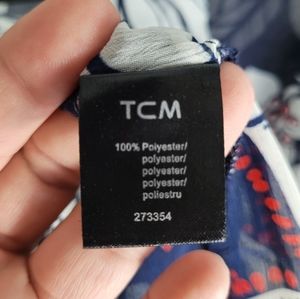 TCM
100% Polyester/
polyester/
polyester/
polyester/
poliestru
273354